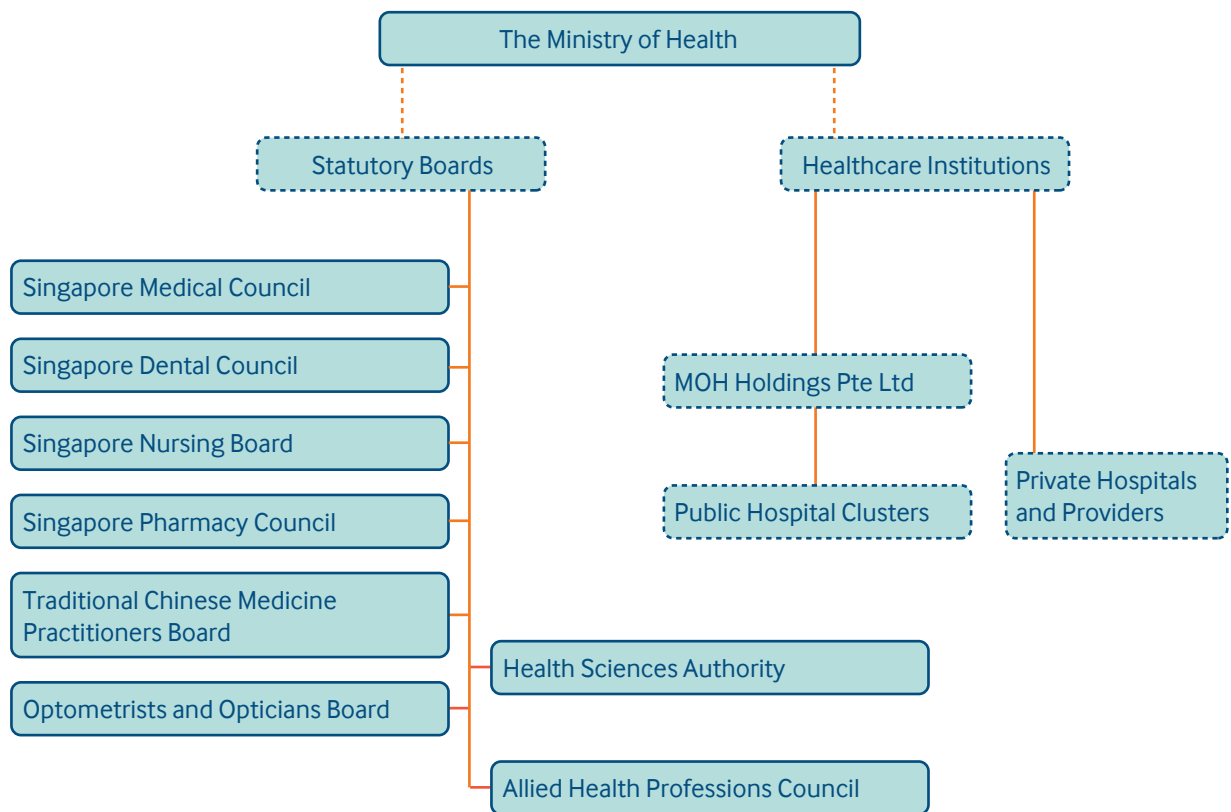 The Ministry of Health
Statutory Boards
Healthcare Institutions
Singapore Medical Council
Singapore Dental Council
Singapore Nursing Board
Singapore Pharmacy Council
Traditional Chinese Medicine
Practitioners Board
Optometrists and Opticians Board
Health Sciences Authority
Allied Health Professions Council
MOH Holdings Pte Ltd
Public Hospital Clusters
Private Hospitals
and Providers